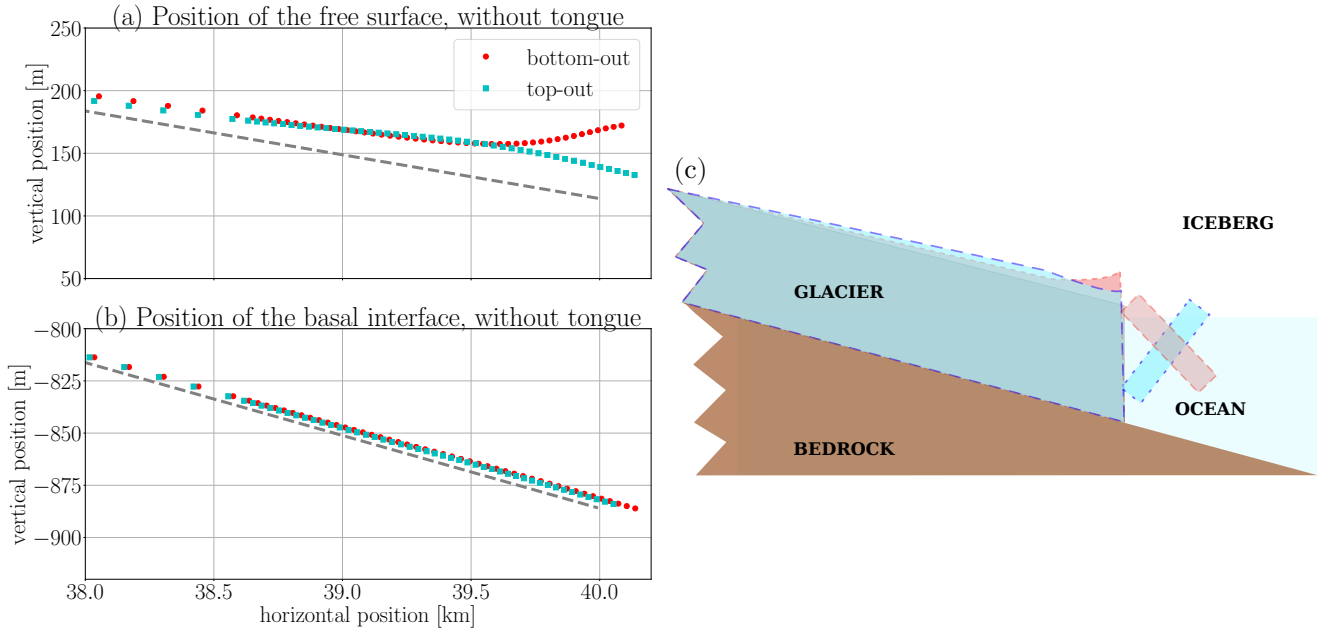 (a) Position of the free surface, without tongue
250
200
150
100
50
vertical position [m]
bottom-out
top-out
(b) Position of the basal interface, without tongue
−800
−825
−850
−875
−900
vertical position [m]
38.0 38.5 39.0 39.5 40.0
horizontal position [km]
(c)
ICEBERG
GLACIER
OCEAN
BEDROCK